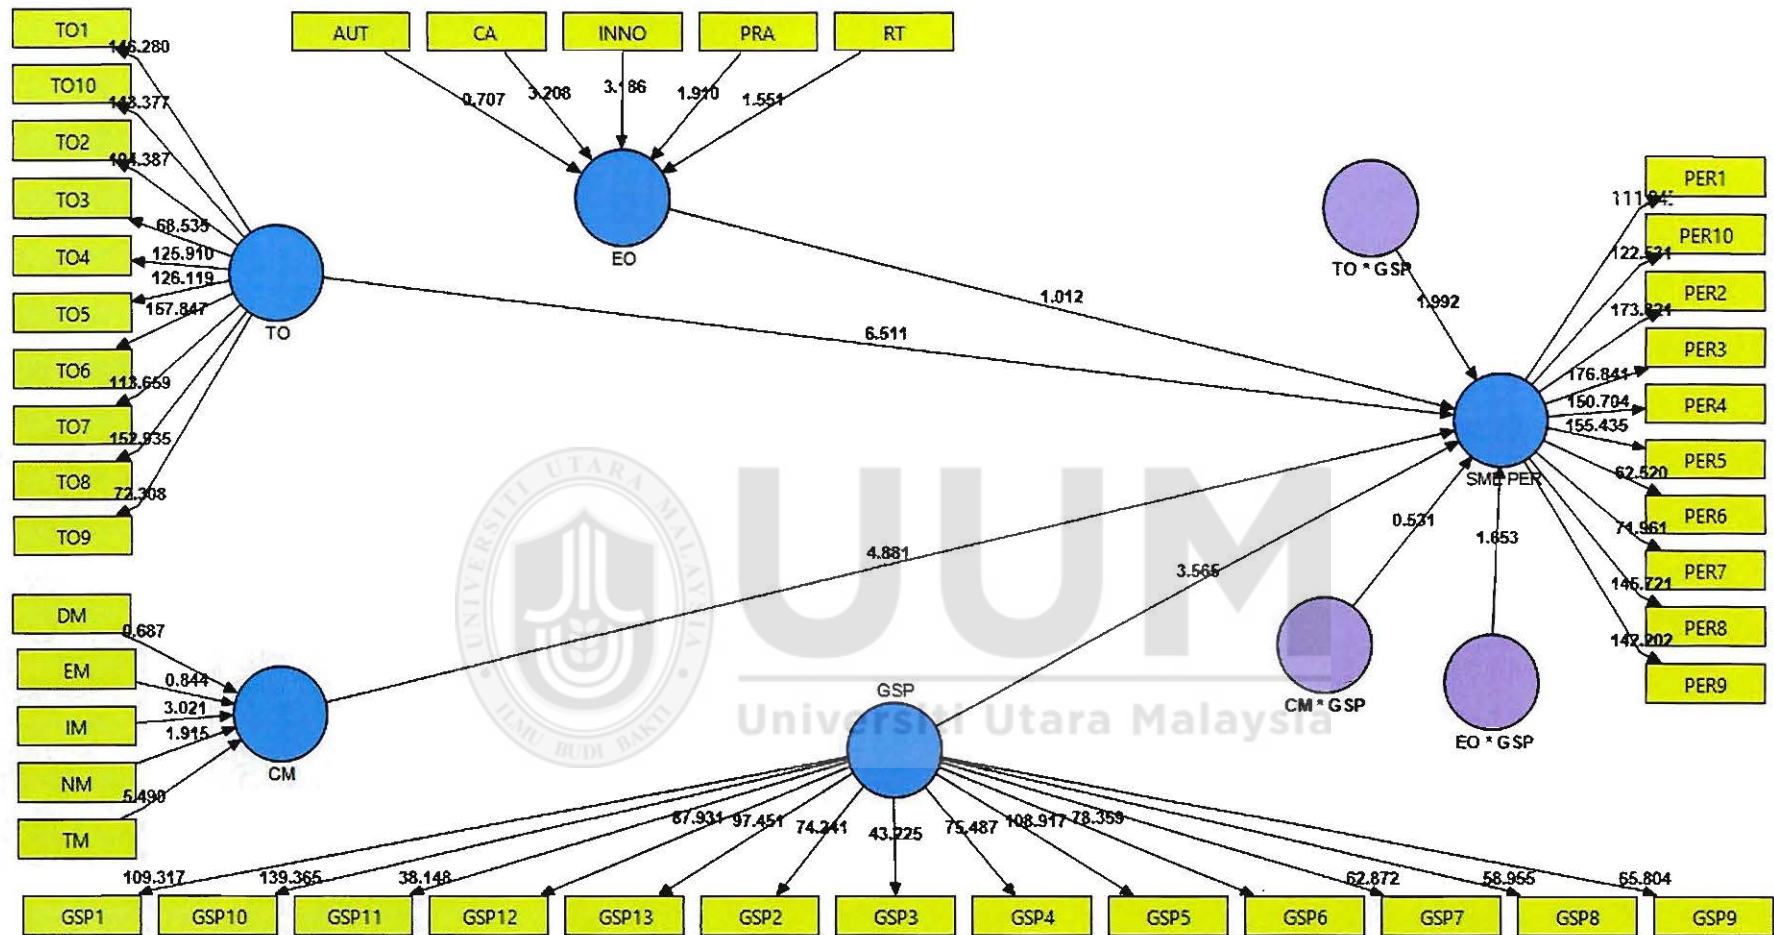 TO1
TO10
TO2
TO3
TO4
TO5
TO6
TO7
TO8
TO9
146.280
143.377
68.535
125.910
126.119
157.847
113.659
152.935
72.308
TO
AUT
CA
INNO
PRA
RT
0.707
3.208
1.910
1.551
EO
1.012
6.511
TO * GSP
1.992
PER1
PER10
PER2
PER3
PER4
PER5
PER6
PER7
PER8
PER9
122.531
173.821
176.841
150.704
155.435
62.520
71.961
145.721
142.202
SME PER
0.531
1.653
CM * GSP
EO * GSP
DM
EM
IM
NM
TM
0.687
0.844
3.021
1.915
5.490
CM
4.881
3.565
GSP
UNIVERSITI UTARA MALAYSIA
ILMU BUDI BAKTI
UUM
Universiti Utara Malaysia
109.317
139.365
38.148
87.931
97.451
74.241
43.225
75.487
108.917
78.359
62.872
58.955
65.804
GSP1
GSP10
GSP11
GSP12
GSP13
GSP2
GSP3
GSP4
GSP5
GSP6
GSP7
GSP8
GSP9